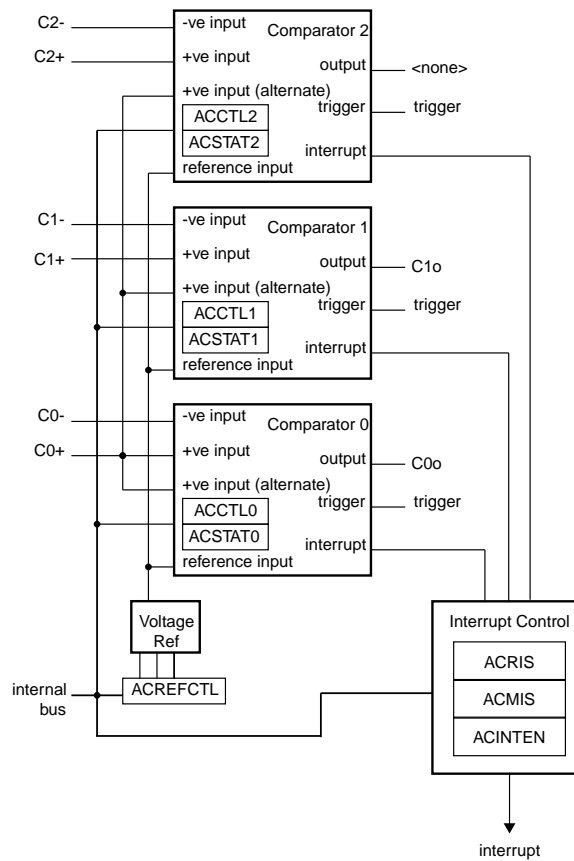 C2-
-ve input
Comparator 2
C2+
+ve input
output
<none>
+ve input (alternate)
trigger
trigger
ACCTL2
ACSTAT2
interrupt
reference input
C1-
-ve input
Comparator 1
C1+
+ve input
output
C1o
+ve input (alternate)
trigger
trigger
ACCTL1
ACSTAT1
interrupt
reference input
C0-
-ve input
Comparator 0
C0+
+ve input
output
C0o
+ve input (alternate)
trigger
trigger
ACCTL0
ACSTAT0
interrupt
reference input
Voltage
Ref
Interrupt Control
ACRIS
internal
bus
ACREFCTL
ACMIS
ACINTEN
interrupt